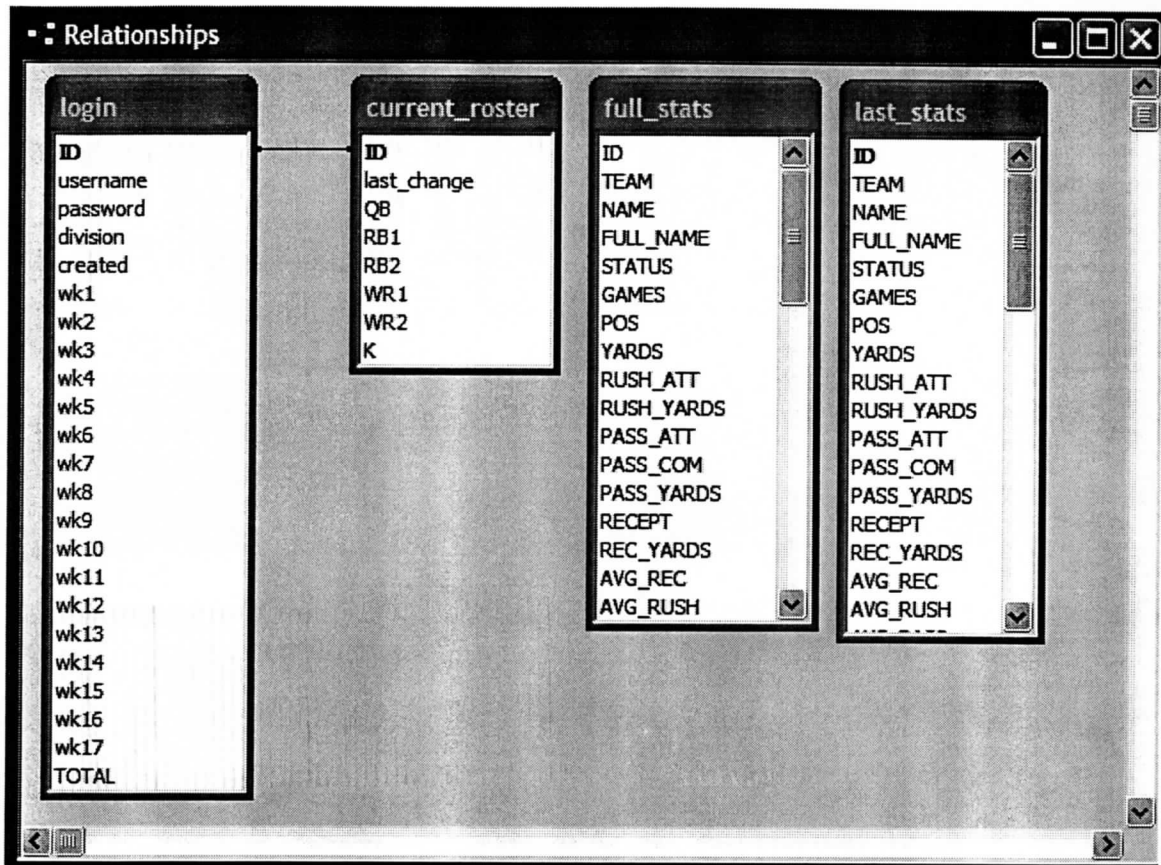 Relationships
login
ID
username
password
division
created
wk1
wk2
wk3
wk4
wk5
wk6
wk7
wk8
wk9
wk10
wk11
wk12
wk13
wk14
wk15
wk16
wk17
TOTAL
current_roster
ID
last_change
QB
RB1
RB2
WR1
WR2
K
full_stats
ID
TEAM
NAME
FULL_NAME
STATUS
GAMES
POS
YARDS
RUSH_ATT
RUSH_YARDS
PASS_ATT
PASS_COM
PASS_YARDS
RECEPT
REC_YARDS
AVG_REC
AVG_RUSH
last_stats
ID
TEAM
NAME
FULL_NAME
STATUS
GAMES
POS
YARDS
RUSH_ATT
RUSH_YARDS
PASS_ATT
PASS_COM
PASS_YARDS
RECEPT
REC_YARDS
AVG_REC
AVG_RUSH